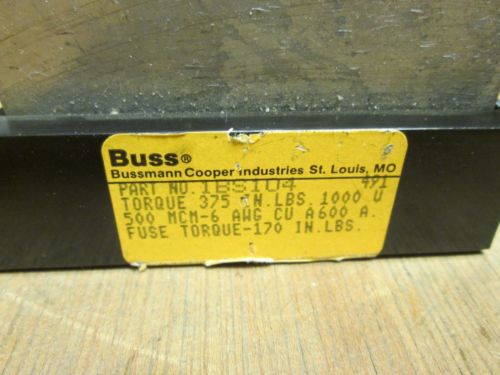 Buss®
Bussmann Cooper Industries St. Louis, MO
PART NO. 1BS104 491
TORQUE 375 IN.LBS. 1000 V
500 MCM-6 AWG CU A600 A.
FUSE TORQUE-170 IN.LBS.